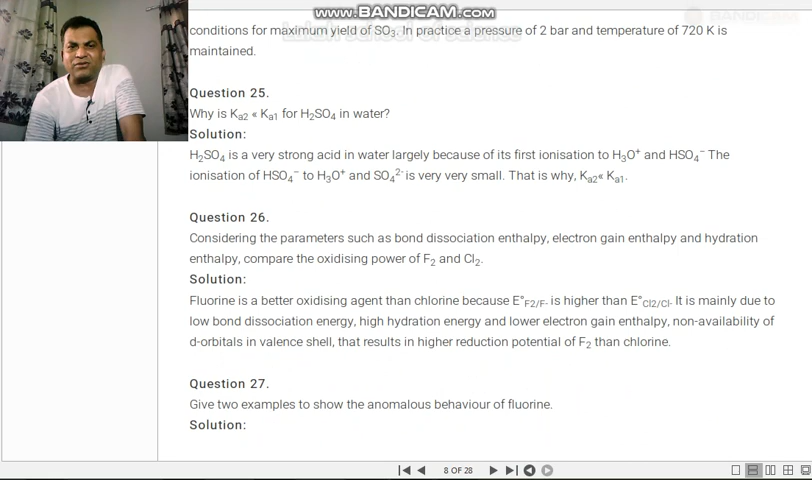 www.BANDICAM.com
conditions for maximum yield of SO₃. In practice a pressure of 2 bar and temperature of 720 K is
maintained.
Question 25.
Why is Kₐ₂ « Kₐ₁ for H₂SO₄ in water?
Solution:
H₂SO₄ is a very strong acid in water largely because of its first ionisation to H₃O⁺ and HSO₄⁻ The
ionisation of HSO₄⁻ to H₃O⁺ and SO₄²⁻ is very very small. That is why, Kₐ₂« Kₐ₁.
Question 26.
Considering the parameters such as bond dissociation enthalpy, electron gain enthalpy and hydration
enthalpy, compare the oxidising power of F₂ and Cl₂.
Solution:
Fluorine is a better oxidising agent than chlorine because E°F2/F- is higher than E°Cl2/Cl- It is mainly due to
low bond dissociation energy, high hydration energy and lower electron gain enthalpy, non-availability of
d-orbitals in valence shell, that results in higher reduction potential of F₂ than chlorine.
Question 27.
Give two examples to show the anomalous behaviour of fluorine.
Solution:
8 OF 28